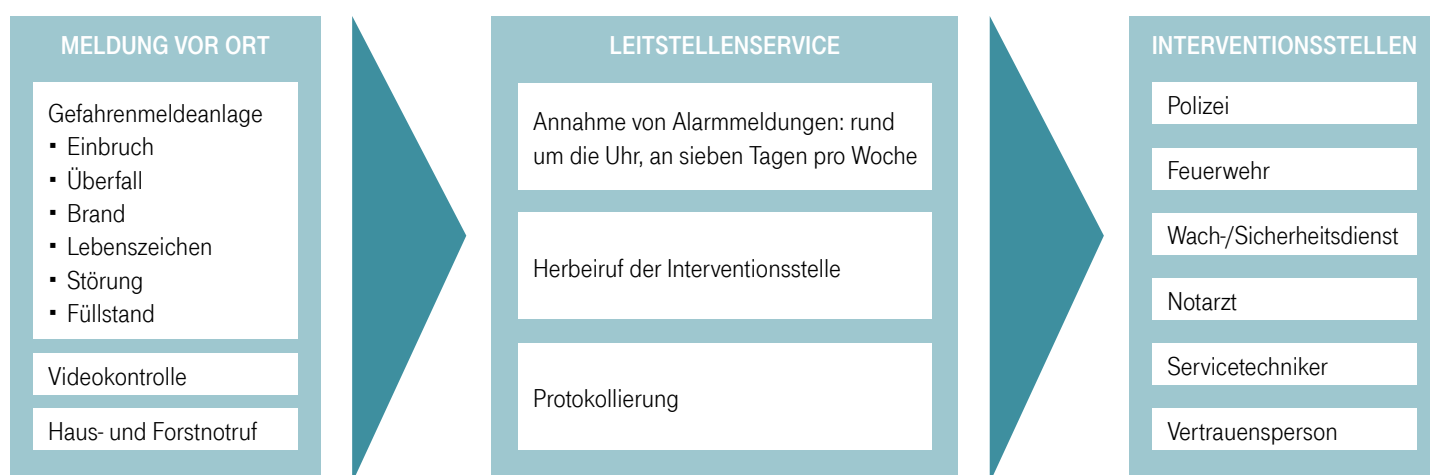 MELDUNG VOR ORT
Gefahrenmeldeanlage
▪ Einbruch
▪ Überfall
▪ Brand
▪ Lebenszeichen
▪ Störung
▪ Füllstand
Videokontrolle
Haus- und Forstnotruf
LEITSTELLENSERVICE
Annahme von Alarmmeldungen: rund
um die Uhr, an sieben Tagen pro Woche
Herbeiruf der Interventionsstelle
Protokollierung
INTERVENTIONSSTELLEN
Polizei
Feuerwehr
Wach-/Sicherheitsdienst
Notarzt
Servicetechniker
Vertrauensperson